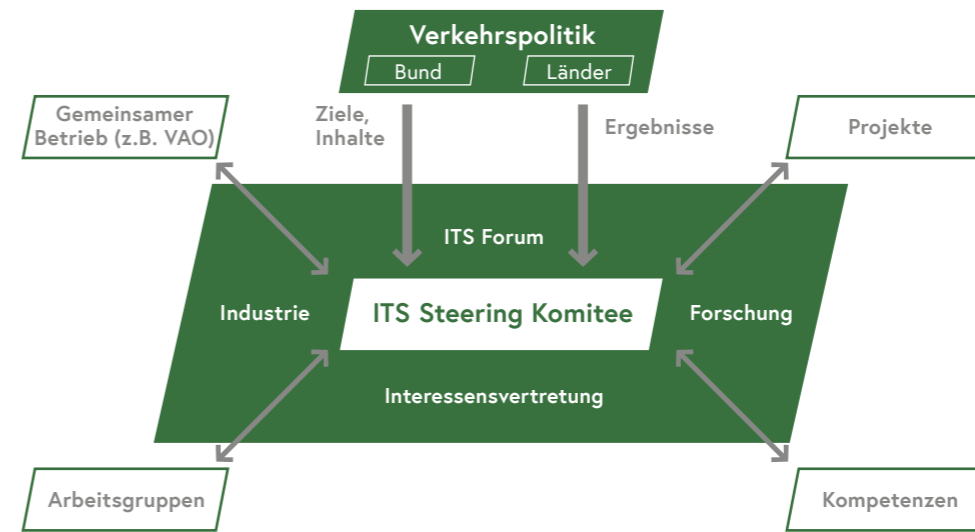 Verkehrspolitik
Bund
Länder
Gemeinsamer
Betrieb (z.B. VAO)
Ziele,
Inhalte
Ergebnisse
Projekte
ITS Forum
Industrie
ITS Steering Komitee
Forschung
Interessensvertretung
Arbeitsgruppen
Kompetenzen